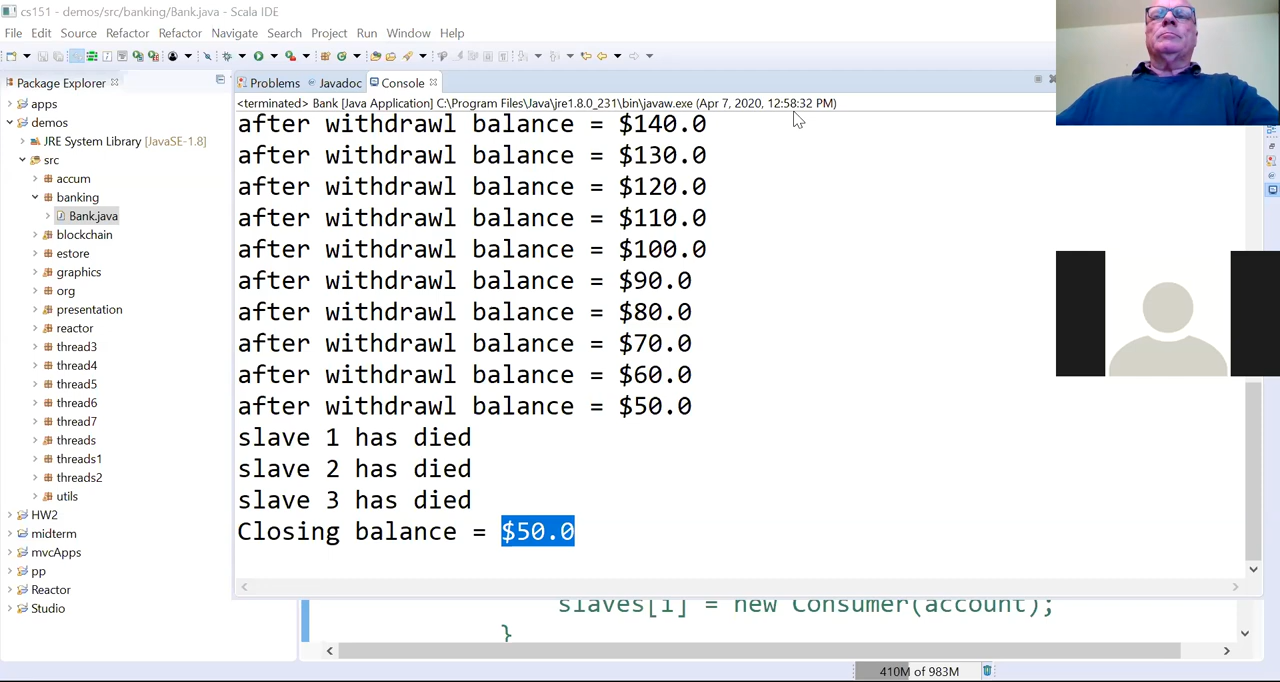 cs151 - demos/src/banking/Bank.java - Scala IDE
File Edit Source Refactor Refactor Navigate Search Project Run Window Help
Package Explorer
Problems Javadoc Console
<terminated> Bank [Java Application] C:\Program Files\Java\jre1.8.0_231\bin\javaw.exe (Apr 7, 2020, 12:58:32 PM)
apps
demos
JRE System Library [JavaSE-1.8]
src
accum
banking
Bank.java
blockchain
estore
graphics
org
presentation
reactor
thread3
thread4
thread5
thread6
thread7
threads
threads1
threads2
utils
HW2
midterm
mvcApps
pp
Reactor
Studio
after withdrawl balance = $140.0
after withdrawl balance = $130.0
after withdrawl balance = $120.0
after withdrawl balance = $110.0
after withdrawl balance = $100.0
after withdrawl balance = $90.0
after withdrawl balance = $80.0
after withdrawl balance = $70.0
after withdrawl balance = $60.0
after withdrawl balance = $50.0
slave 1 has died
slave 2 has died
slave 3 has died
Closing balance = $50.0
slaves[i] = new Consumer(account);
}
410M of 983M